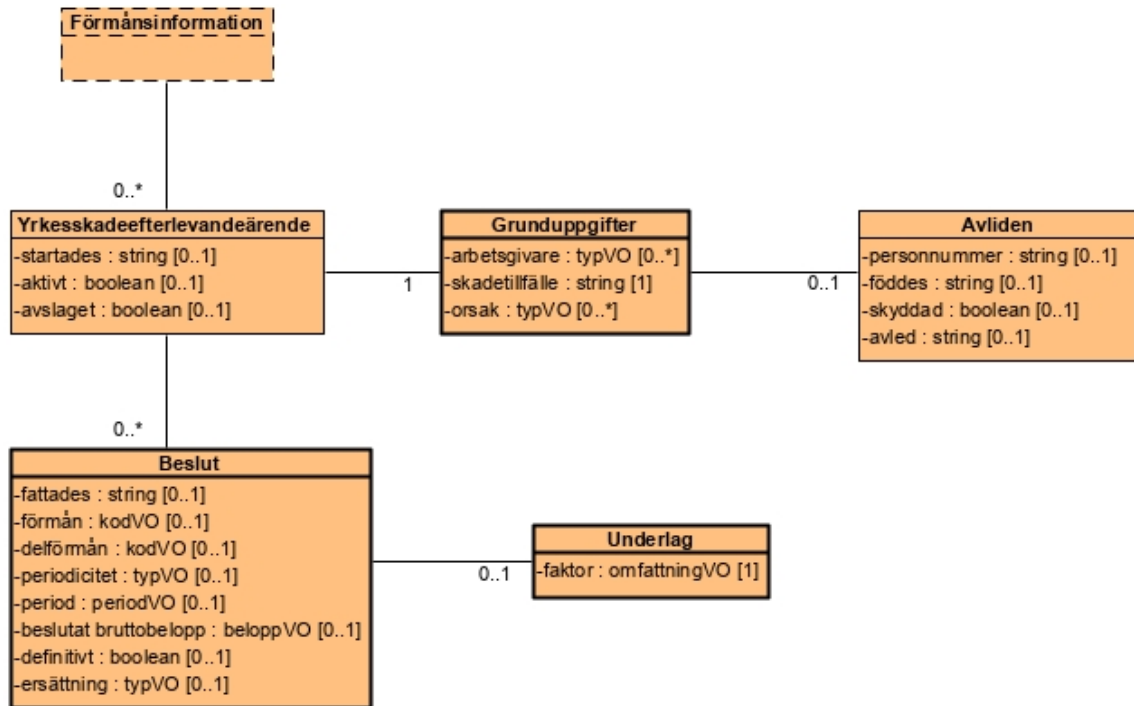 Förmånsinformation
0..*
Yrkesskadeefterlevandeärende
-startades : string [0..1]
-aktivt : boolean [0..1]
-avslaget : boolean [0..1]
1
Grunduppgifter
-arbetsgivare : typVO [0..*]
-skadetillfälle : string [1]
-orsak : typVO [0..*]
0..1
Avliden
-personnummer : string [0..1]
-föddes : string [0..1]
-skyddad : boolean [0..1]
-avled : string [0..1]
0..*
Beslut
-fattades : string [0..1]
-förmån : kodVO [0..1]
-delförmån : kodVO [0..1]
-periodicitet : typVO [0..1]
-period : periodVO [0..1]
-beslutat bruttobelopp : beloppVO [0..1]
-definitivt : boolean [0..1]
-ersättning : typVO [0..1]
0..1
Underlag
-faktor : omfattningVO [1]